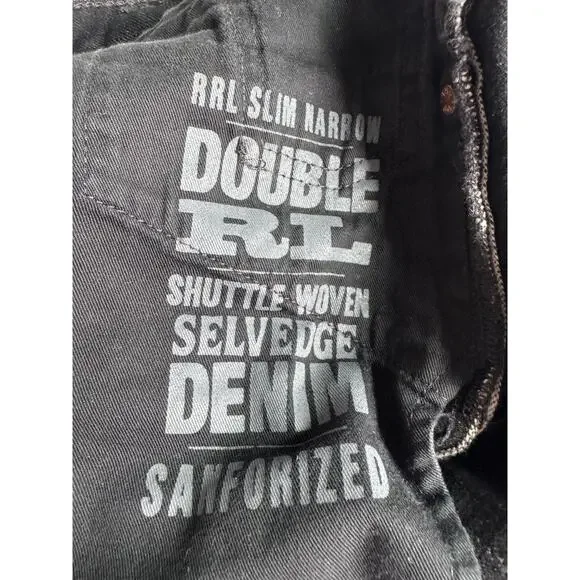 RRL SLIM NARROW
DOUBLE
RL
SHUTTLE WOVEN
SELVEDGE
DENIM
SANFORIZED